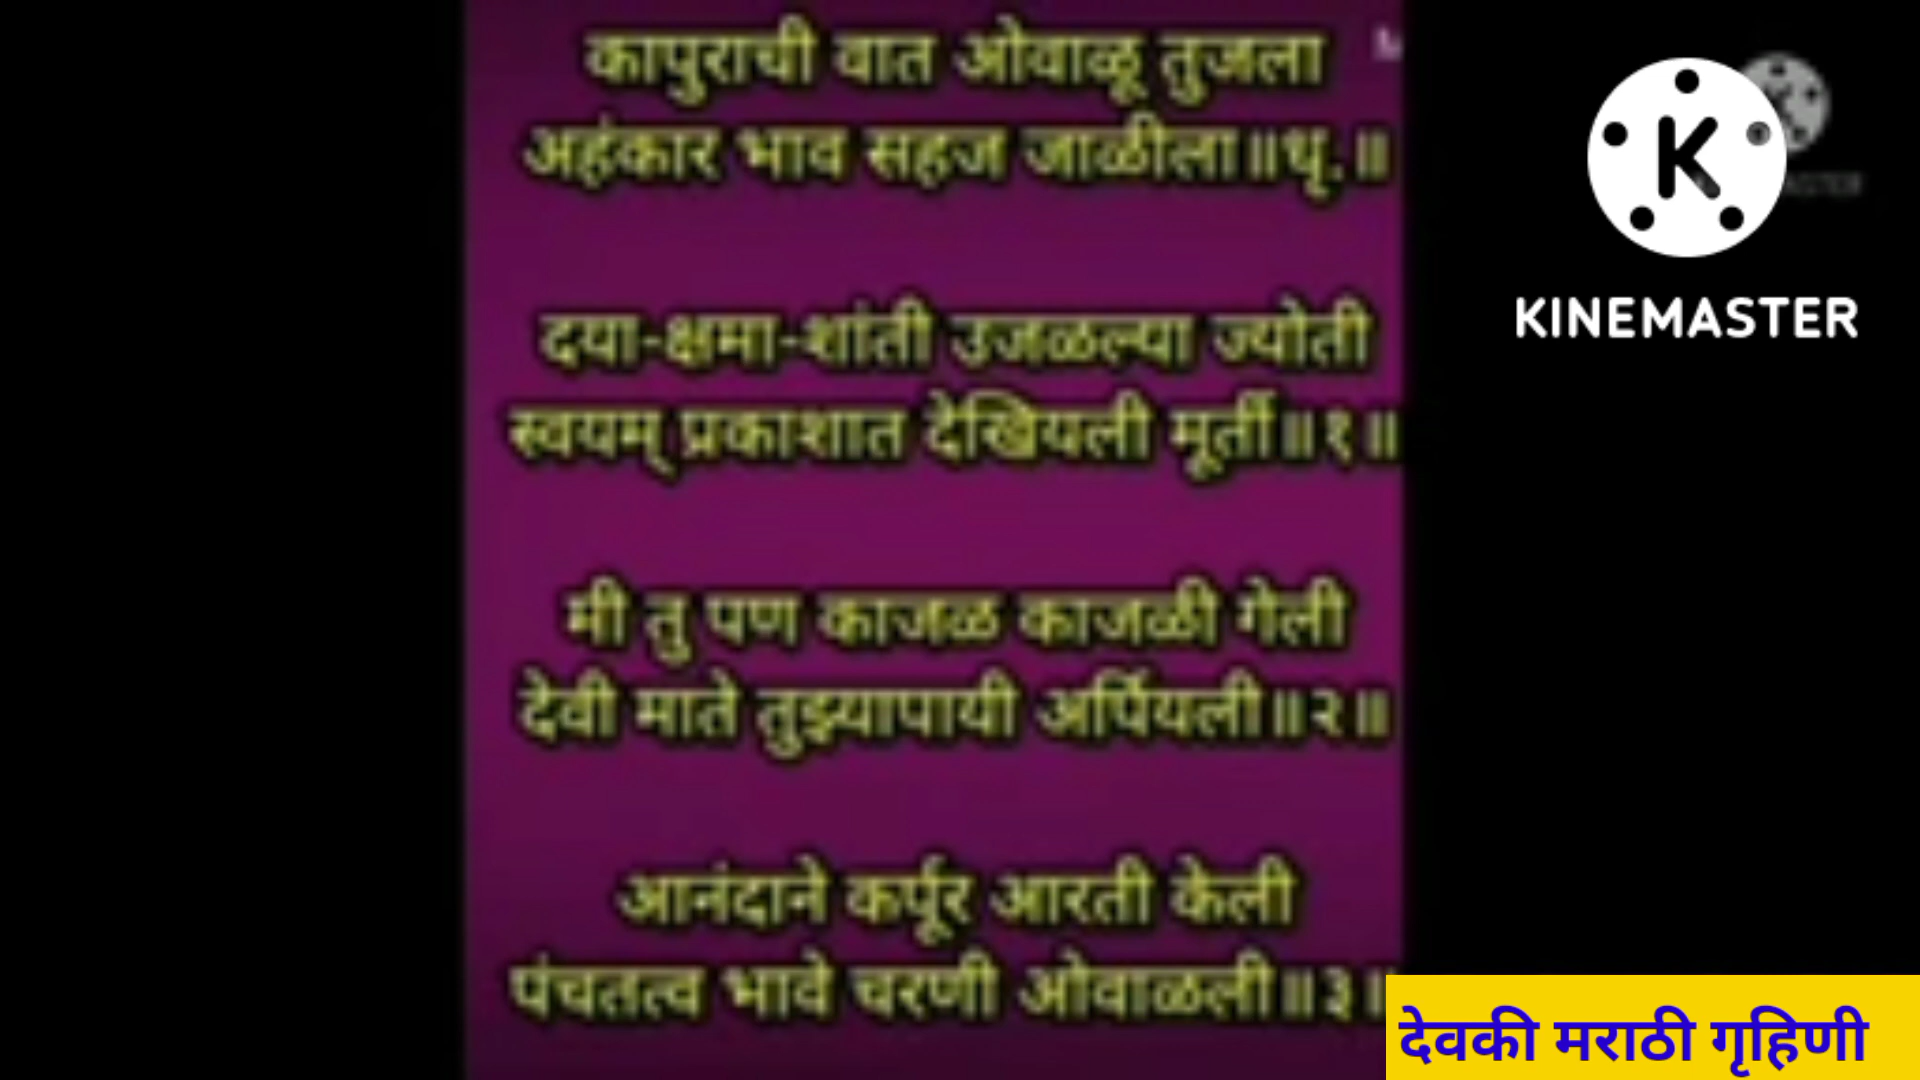 कापुराची वात ओवाळू तुजला
अहंकार भाव सहज जाळीला॥धृ.॥
दया-क्षमा-शांती उजळल्या ज्योती
स्वयम् प्रकाशात देखियली मूर्ती॥१॥
मी तु पण काजळ काजळी गेली
देवी माते तुझ्यापायी अर्पियली॥२॥
आनंदाने कर्पूर आरती केली
पंचतत्व भावे चरणी ओवाळली॥३॥
KINEMASTER
देवकी मराठी गृहिणी